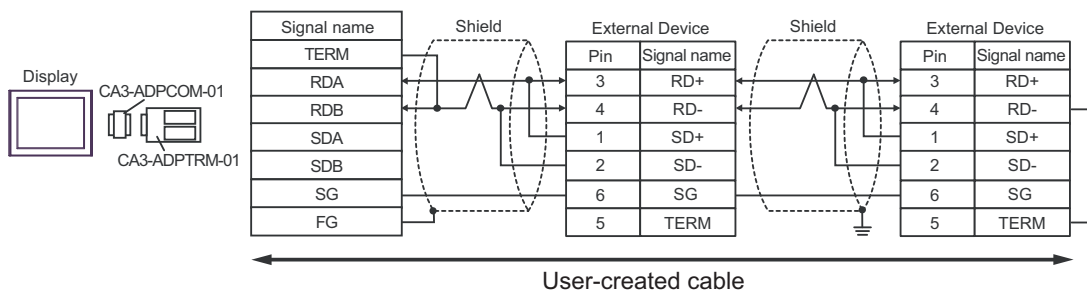 Display
CA3-ADPCOM-01
CA3-ADPTRM-01
Signal name
TERM
RDA
RDB
SDA
SDB
SG
FG
Shield
External Device
Pin Signal name
3 RD+
4 RD-
1 SD+
2 SD-
6 SG
5 TERM
Shield
External Device
Pin Signal name
3 RD+
4 RD-
1 SD+
2 SD-
6 SG
5 TERM
User-created cable